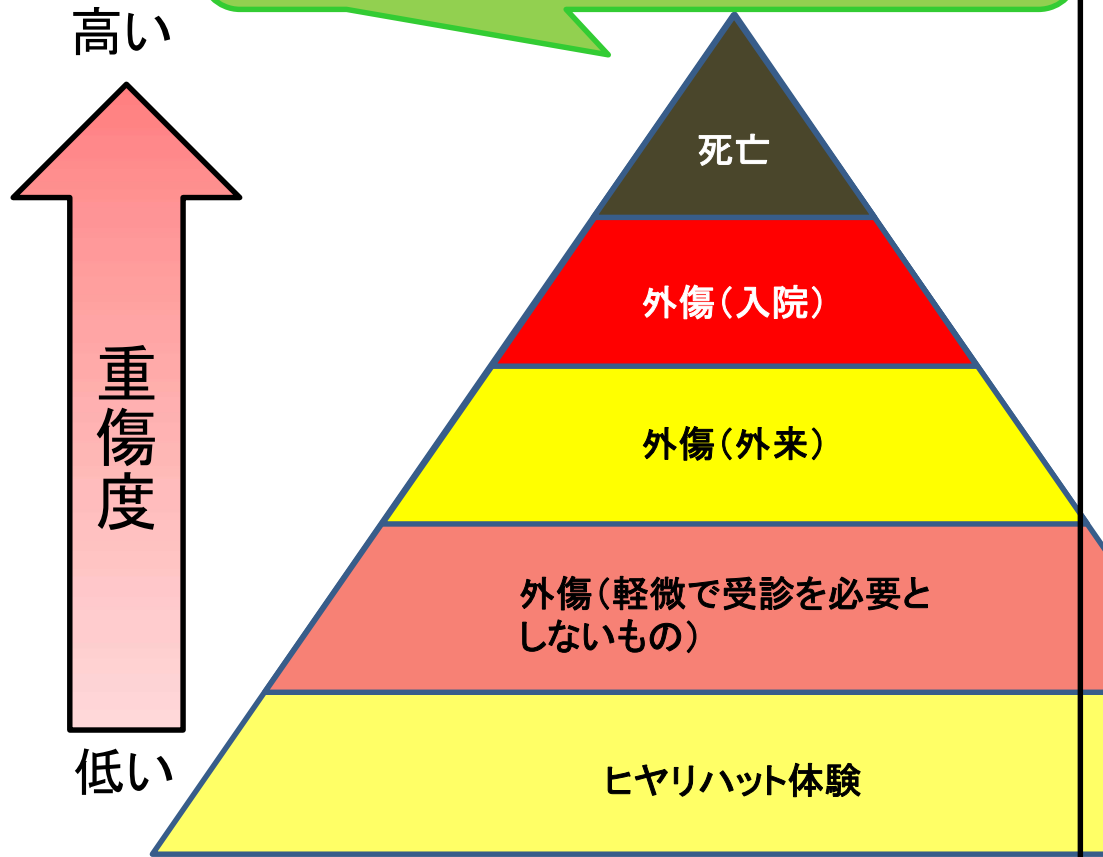 高い
死亡
外傷（入院）
外傷（外来）
重傷度
外傷（軽微で受診を必要と
しないもの）
低い
ヒヤリハット体験